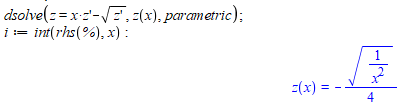 dsolve(z = x·z' − √z', z(x), parametric);
i := int(rhs(%), x) :
z(x) = − √(1/x²) / 4